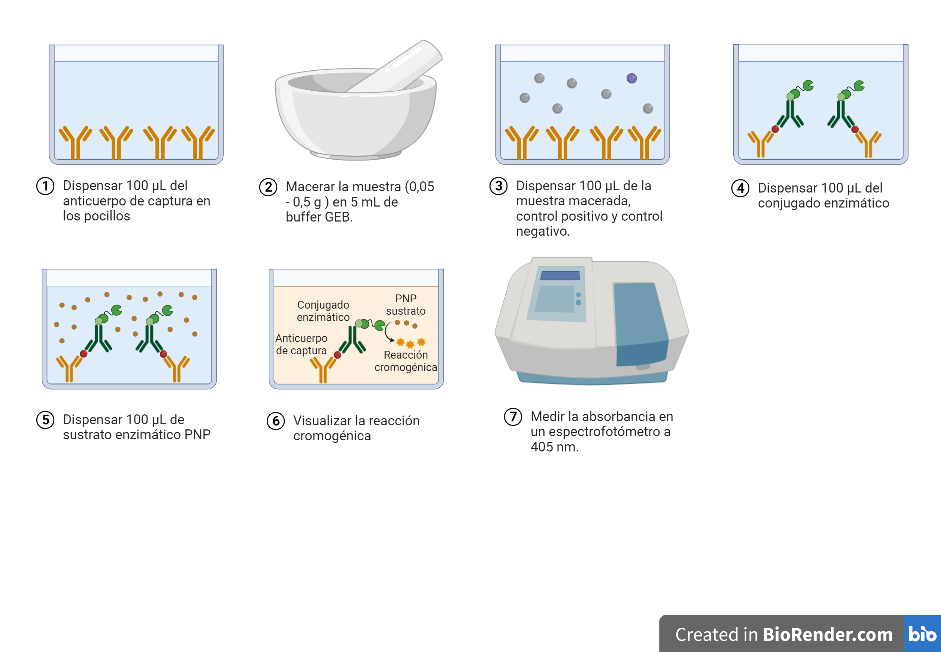 1 Dispensar 100 µL del
anticuerpo de captura en
los pocillos
2 Macerar la muestra (0,05
- 0,5 g ) en 5 mL de
buffer GEB.
3 Dispensar 100 µL de la
muestra macerada,
control positivo y control
negativo.
4 Dispensar 100 µL del
conjugado enzimático
5 Dispensar 100 µL de
sustrato enzimático PNP
Conjugado
enzimático
PNP
sustrato
Anticuerpo
de captura
Reacción
cromogénica
6 Visualizar la reacción
cromogénica
7 Medir la absorbancia en
un espectrofotómetro a
405 nm.
Created in BioRender.com bio